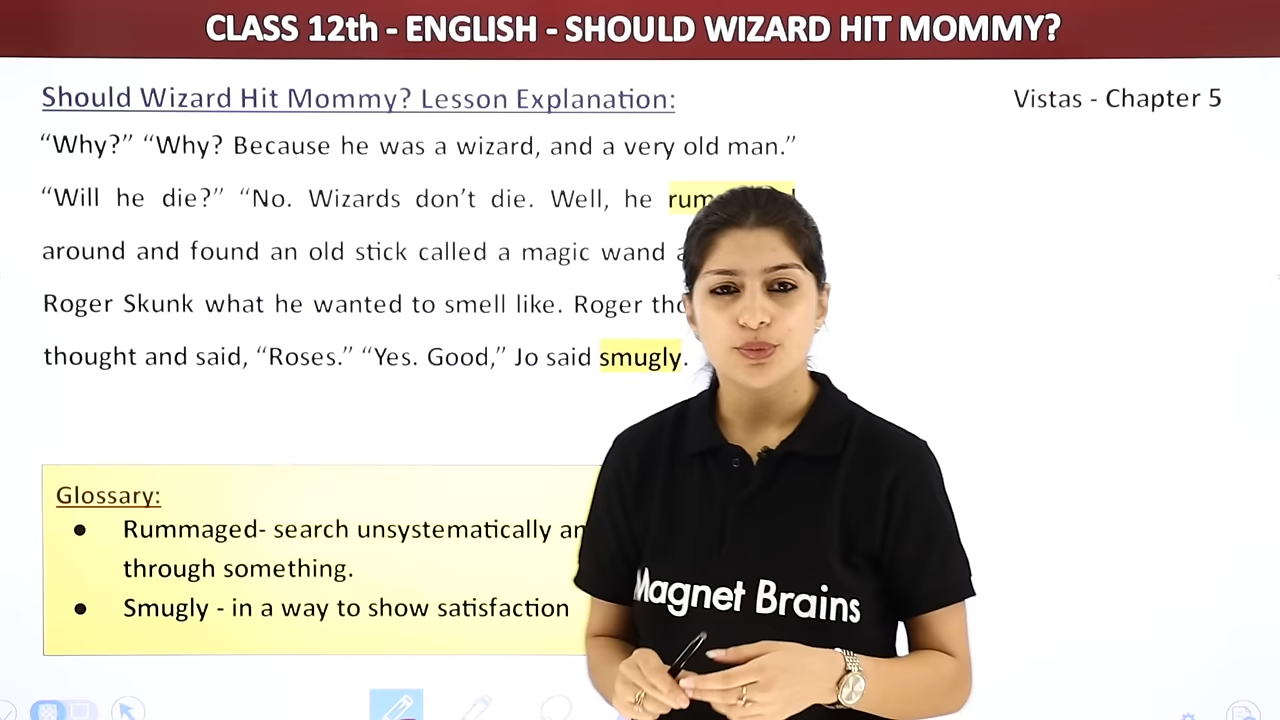 CLASS 12th - ENGLISH - SHOULD WIZARD HIT MOMMY?
Should Wizard Hit Mommy? Lesson Explanation:
Vistas - Chapter 5
“Why?” “Why? Because he was a wizard, and a very old man.”
“Will he die?” “No. Wizards don’t die. Well, he
around and found an old stick called a magic wand
Roger Skunk what he wanted to smell like. Roger
thought and said, “Roses.” “Yes. Good,” Jo said smugly.
Glossary:
● Rummaged- search unsystematically
through something.
● Smugly - in a way to show satisfaction
Magnet Brains